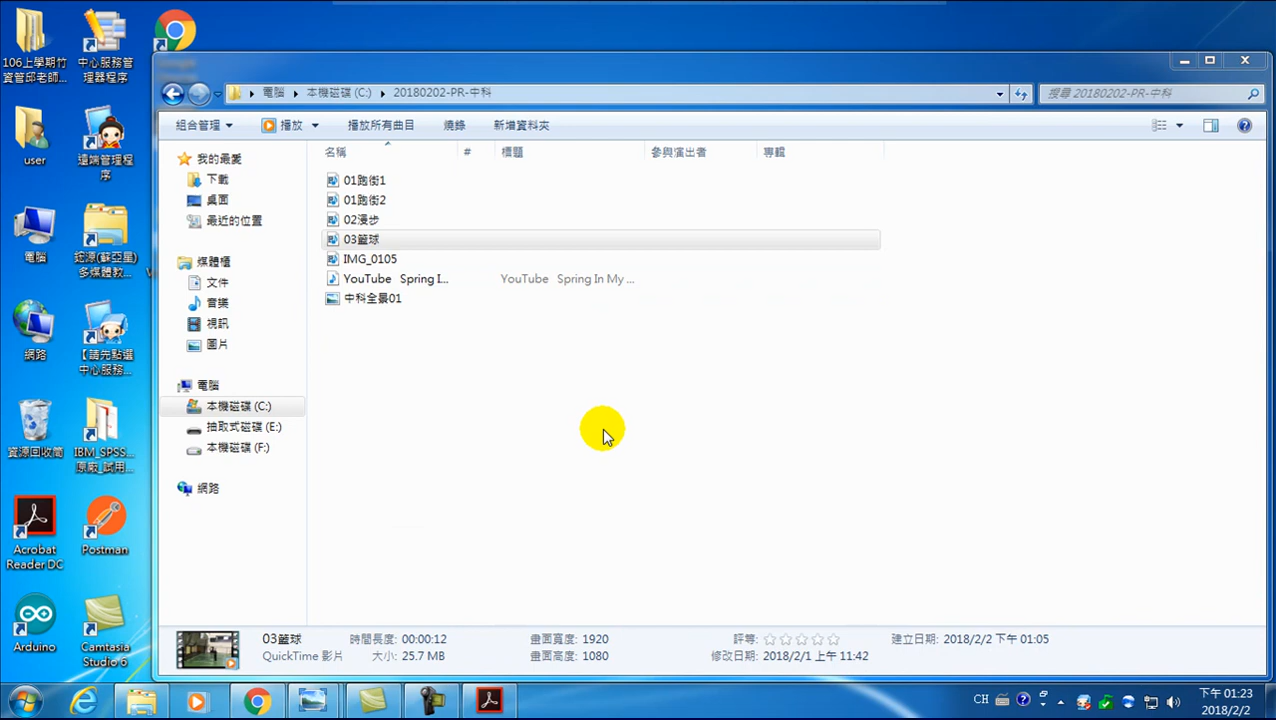 106上學期竹
資管邱老師...
中心服務管
理器程序
user
遠端管理程
序
電腦
蛇源(蘇亞星)
多媒體教...
網路
【請先點選
中心服務...
資源回收筒
IBM_SPSS...
原廠_試用...
Acrobat
Reader DC
Postman
Arduino
Camtasia
Studio 6
電腦 本機磁碟 (C:) 20180202-PR-中科
搜尋 20180202-PR-中科
組合管理 播放 播放所有曲目 燒錄 新增資料夾
名稱 # 標題 參與演出者 專輯
我的最愛
下載
桌面
最近的位置
媒體櫃
文件
音樂
視訊
圖片
電腦
本機磁碟 (C:)
抽取式磁碟 (E:)
本機磁碟 (F:)
網路
01跑街1
01跑街2
02漫步
03籃球
IMG_0105
YouTube Spring I... YouTube Spring In My ...
中科全景01
03籃球 時間長度: 00:00:12 畫面寬度: 1920 評等: 建立日期: 2018/2/2 下午 01:05
QuickTime 影片 大小: 25.7 MB 畫面高度: 1080 修改日期: 2018/2/1 上午 11:42
CH
下午 01:23
2018/2/2